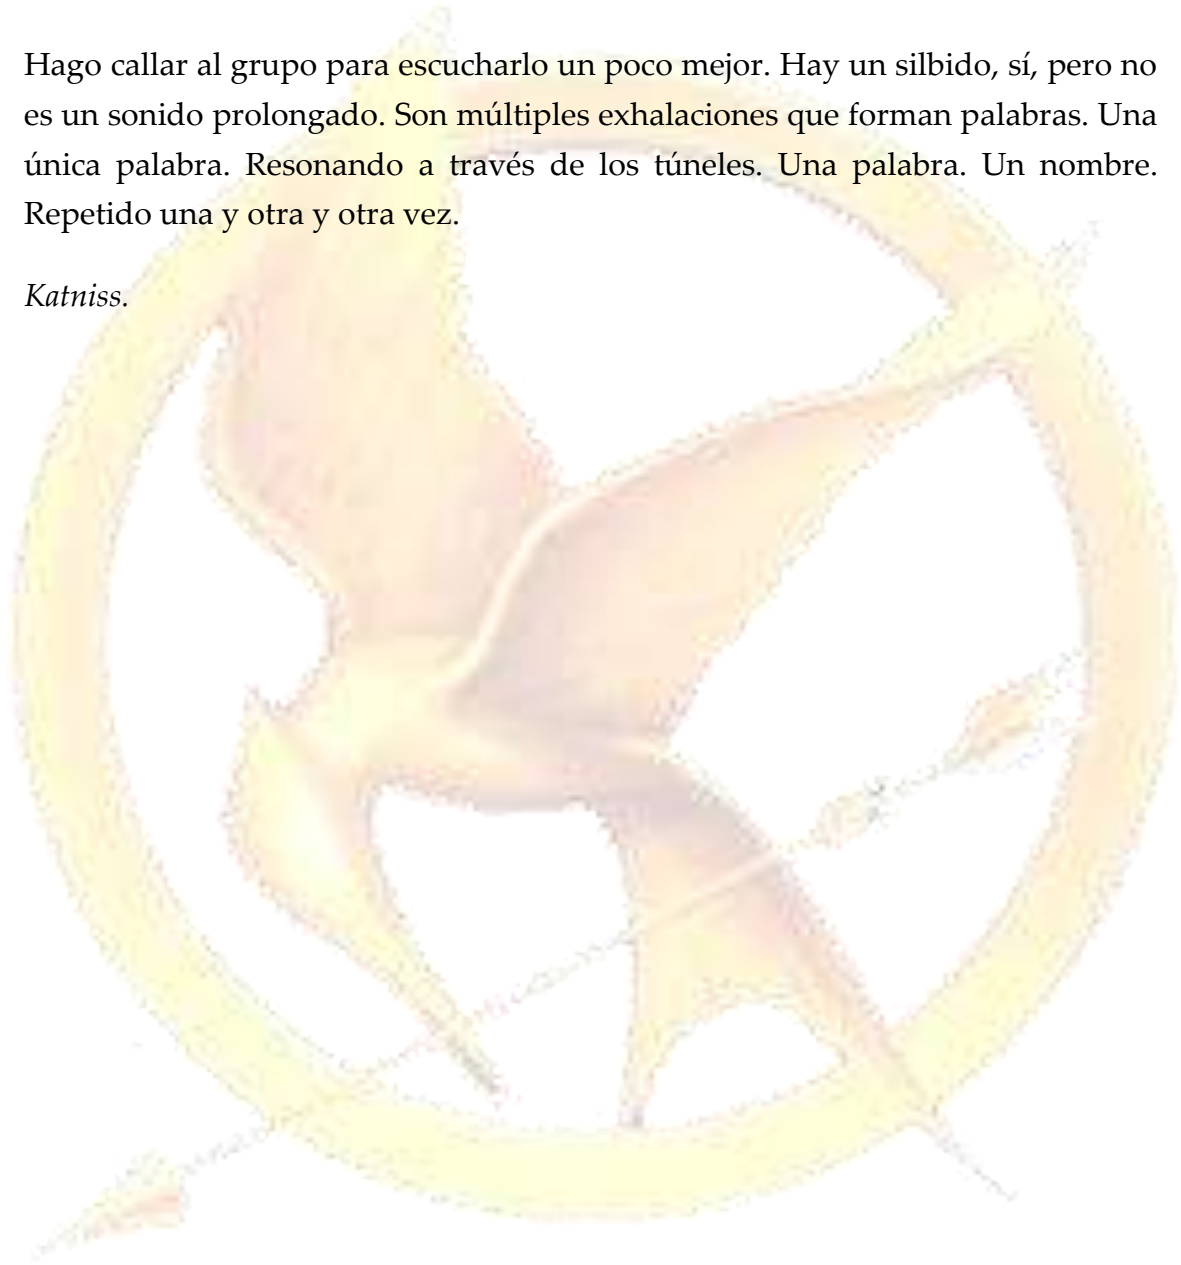 Hago callar al grupo para escucharlo un poco mejor. Hay un silbido, sí, pero no
es un sonido prolongado. Son múltiples exhalaciones que forman palabras. Una
única palabra. Resonando a través de los túneles. Una palabra. Un nombre.
Repetido una y otra y otra vez.
Katniss.